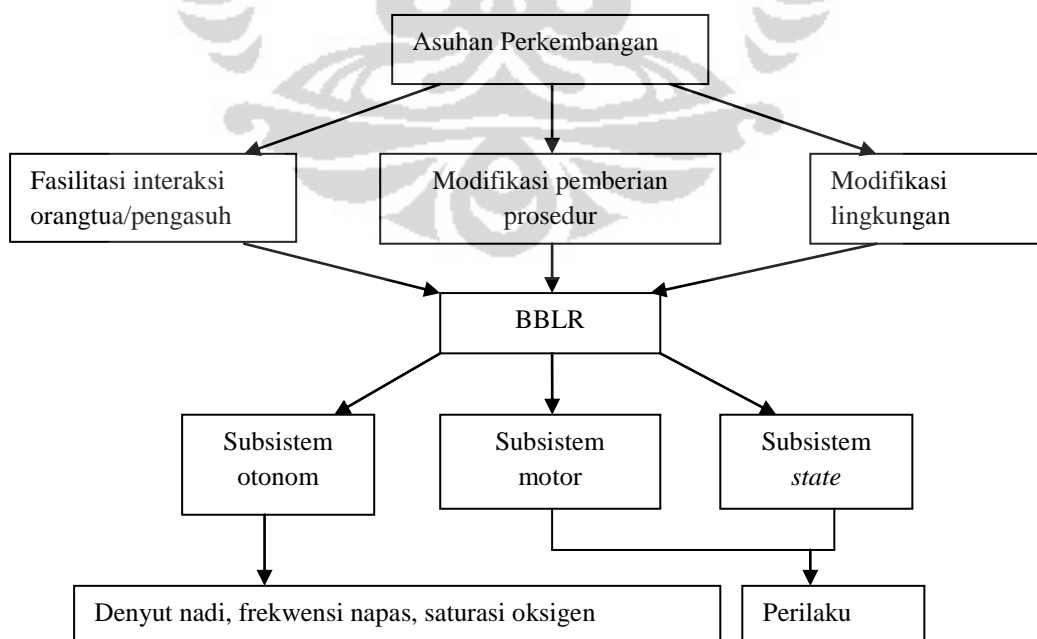 Asuhan Perkembangan
Fasilitasi interaksi
orangtua/pengasuh
Modifikasi pemberian
prosedur
Modifikasi
lingkungan
BBLR
Subsistem
otonom
Subsistem
motor
Subsistem
state
Denyut nadi, frekwensi napas, saturasi oksigen
Perilaku